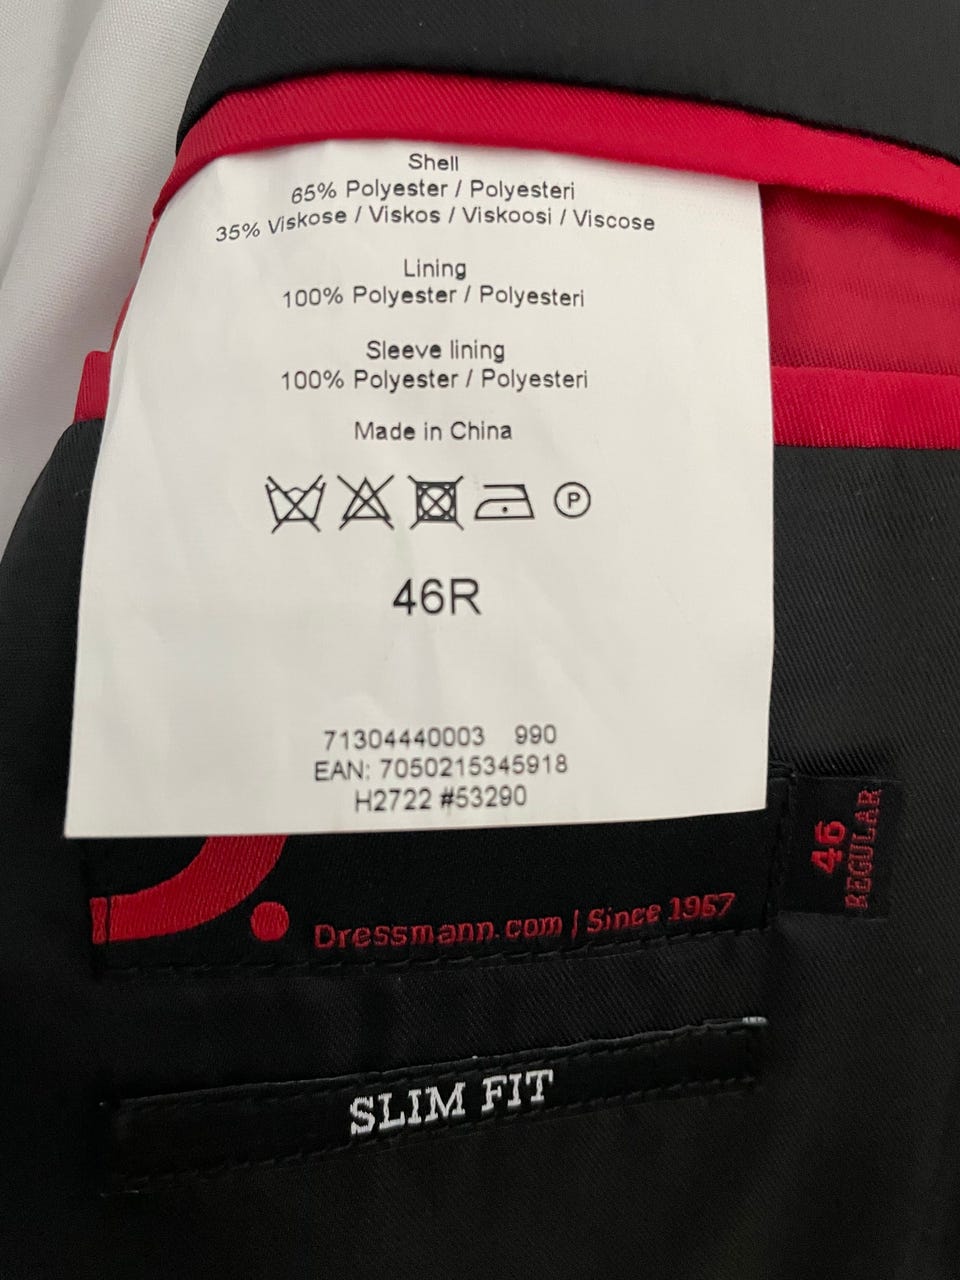 Shell
65% Polyester / Polyesteri
35% Viskose / Viskos / Viskoosi / Viscose
Lining
100% Polyester / Polyesteri
Sleeve lining
100% Polyester / Polyesteri
Made in China
P
46R
71304440003 990
EAN: 7050215345918
H2722 #53290
46
REGULAR
Dressmann.com | Since 1967
SLIM FIT